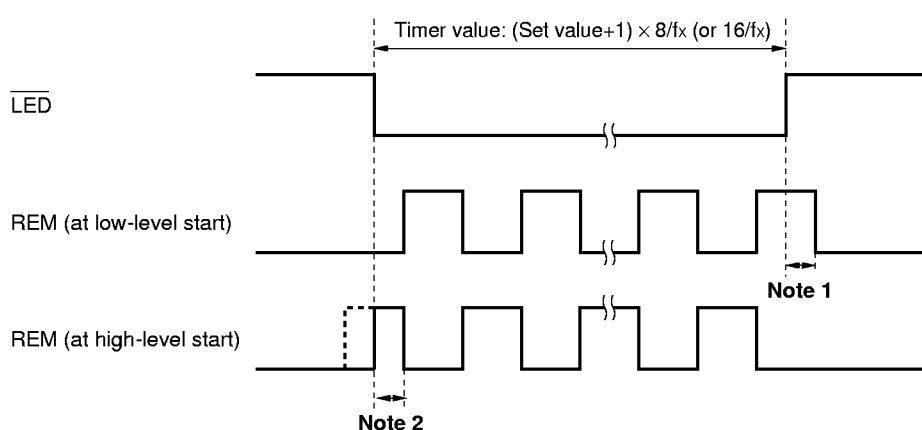 Timer value: (Set value+1) × 8/fx (or 16/fx)
LED
REM (at low-level start)
Note 1
REM (at high-level start)
Note 2